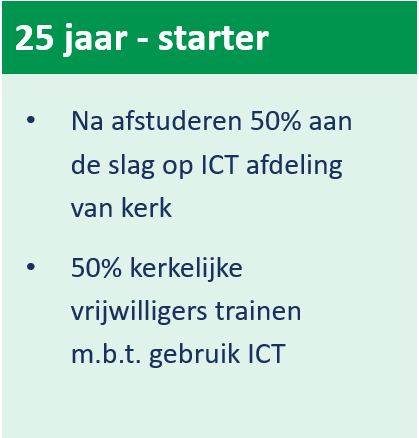 25 jaar - starter
• Na afstuderen 50% aan
de slag op ICT afdeling
van kerk
• 50% kerkelijke
vrijwilligers trainen
m.b.t. gebruik ICT